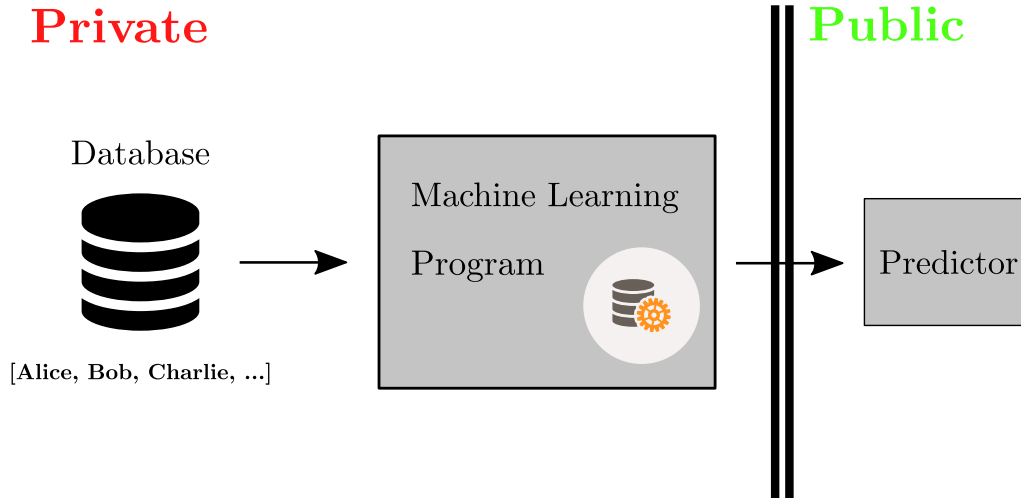 Private
Public
Database
Machine Learning
Program
Predictor
[Alice, Bob, Charlie, ...]